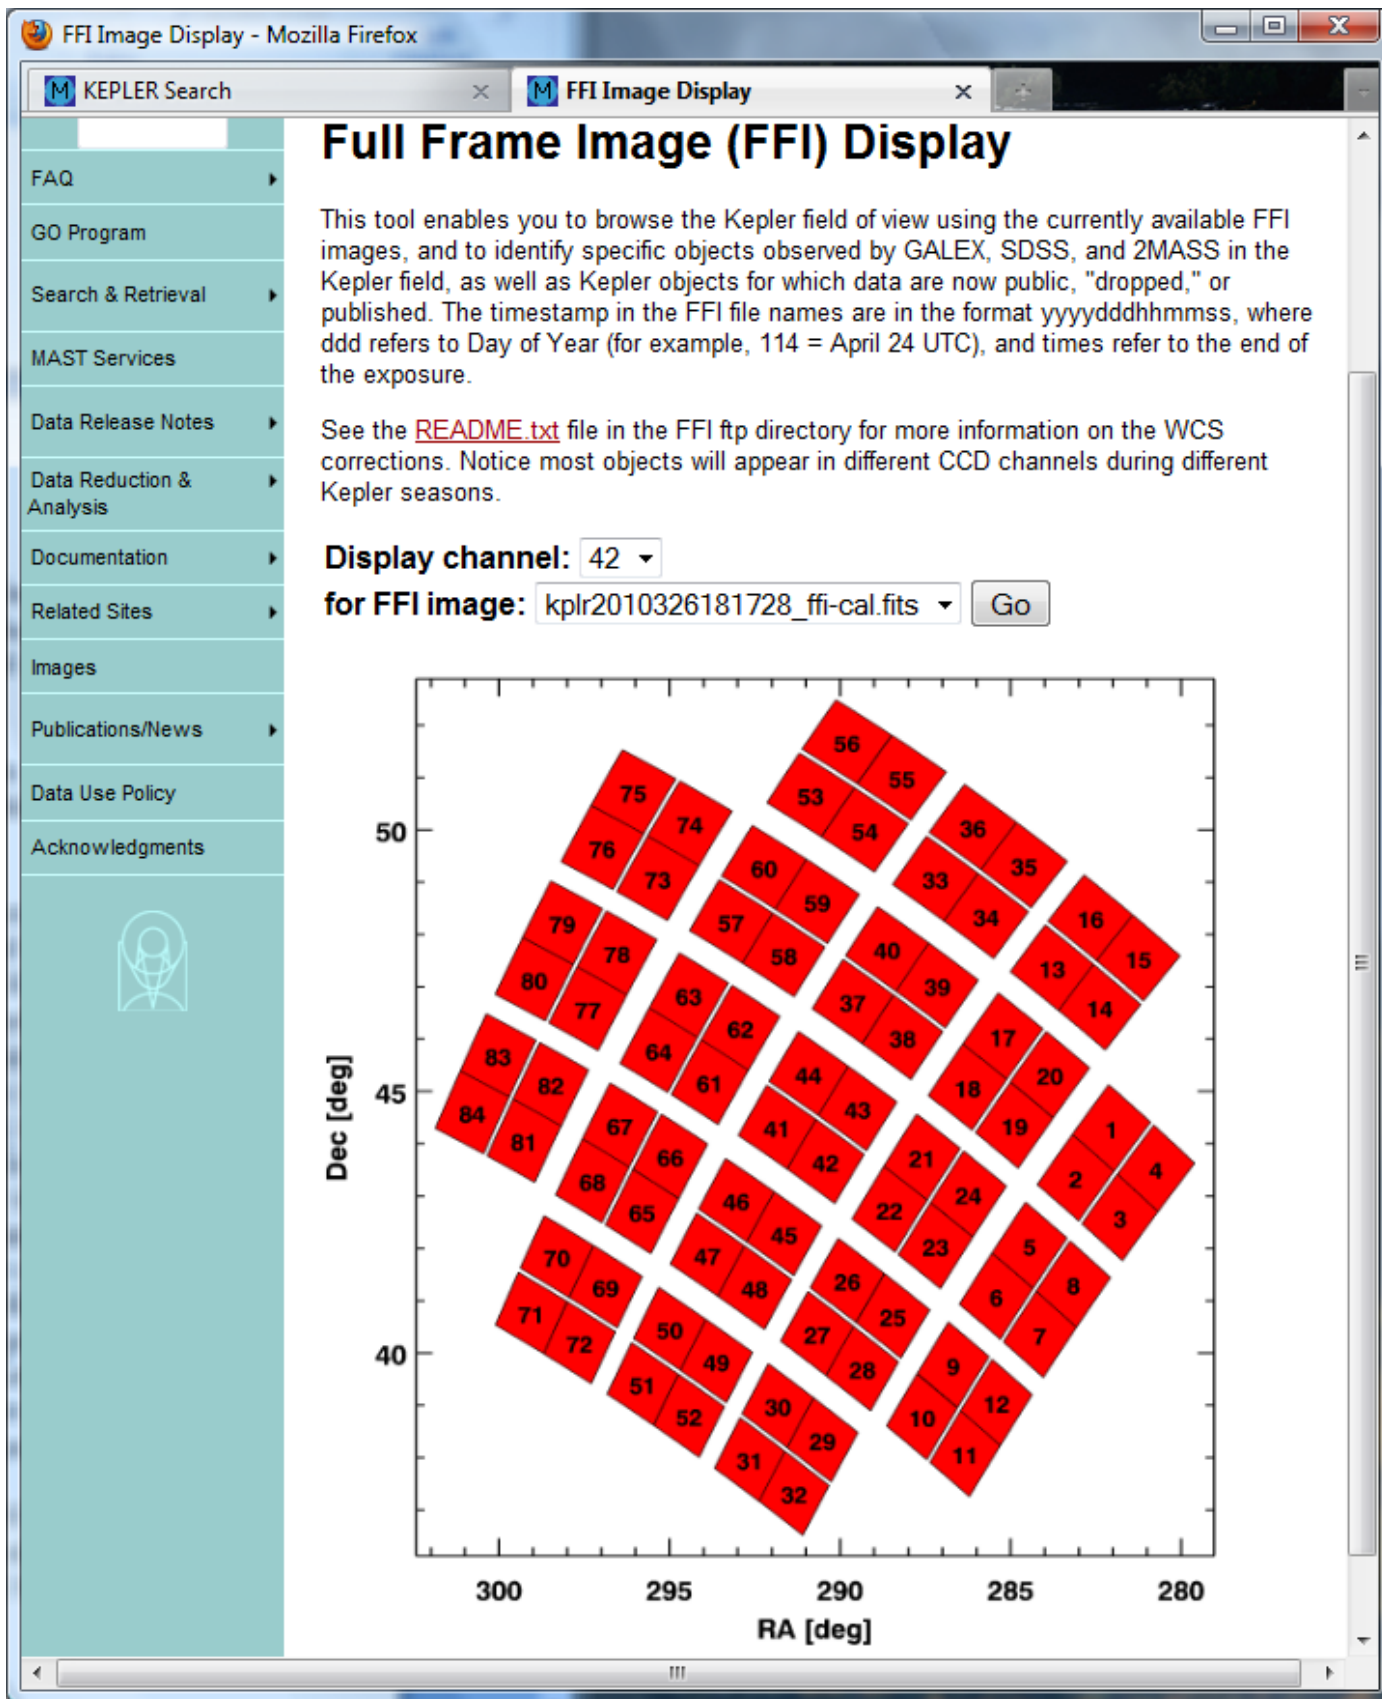 FFI Image Display - Mozilla Firefox
M KEPLER Search
M FFI Image Display
FAQ
GO Program
Search & Retrieval
MAST Services
Data Release Notes
Data Reduction &
Analysis
Documentation
Related Sites
Images
Publications/News
Data Use Policy
Acknowledgments
Full Frame Image (FFI) Display
This tool enables you to browse the Kepler field of view using the currently available FFI
images, and to identify specific objects observed by GALEX, SDSS, and 2MASS in the
Kepler field, as well as Kepler objects for which data are now public, "dropped," or
published. The timestamp in the FFI file names are in the format yyyydddhhmmss, where
ddd refers to Day of Year (for example, 114 = April 24 UTC), and times refer to the end of
the exposure.
See the README.txt file in the FFI ftp directory for more information on the WCS
corrections. Notice most objects will appear in different CCD channels during different
Kepler seasons.
Display channel: 42
for FFI image: kplr2010326181728_ffi-cal.fits Go
56
55
53
54
75
74
76
73
36
35
33
34
60
59
57
58
16
15
13
14
79
78
80
77
40
39
37
38
63
62
64
61
17
20
18
19
83
82
84
81
44
43
41
42
1
4
2
3
67
66
68
65
21
24
22
23
46
45
47
48
5
8
6
7
70
69
71
72
26
25
27
28
50
49
51
52
9
12
10
11
30
29
31
32
50
45
40
Dec [deg]
300 295 290 285 280
RA [deg]